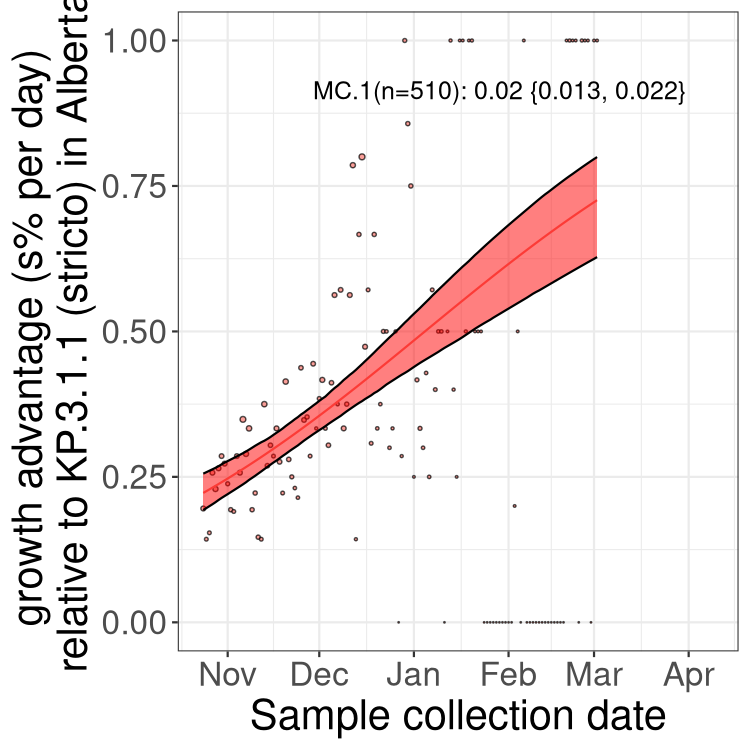 growth advantage (s% per day)
relative to KP.3.1.1 (stricto) in Alberta
1.00
0.75
0.50
0.25
0.00
MC.1(n=510): 0.02 {0.013, 0.022}
Nov Dec Jan Feb Mar Apr
Sample collection date